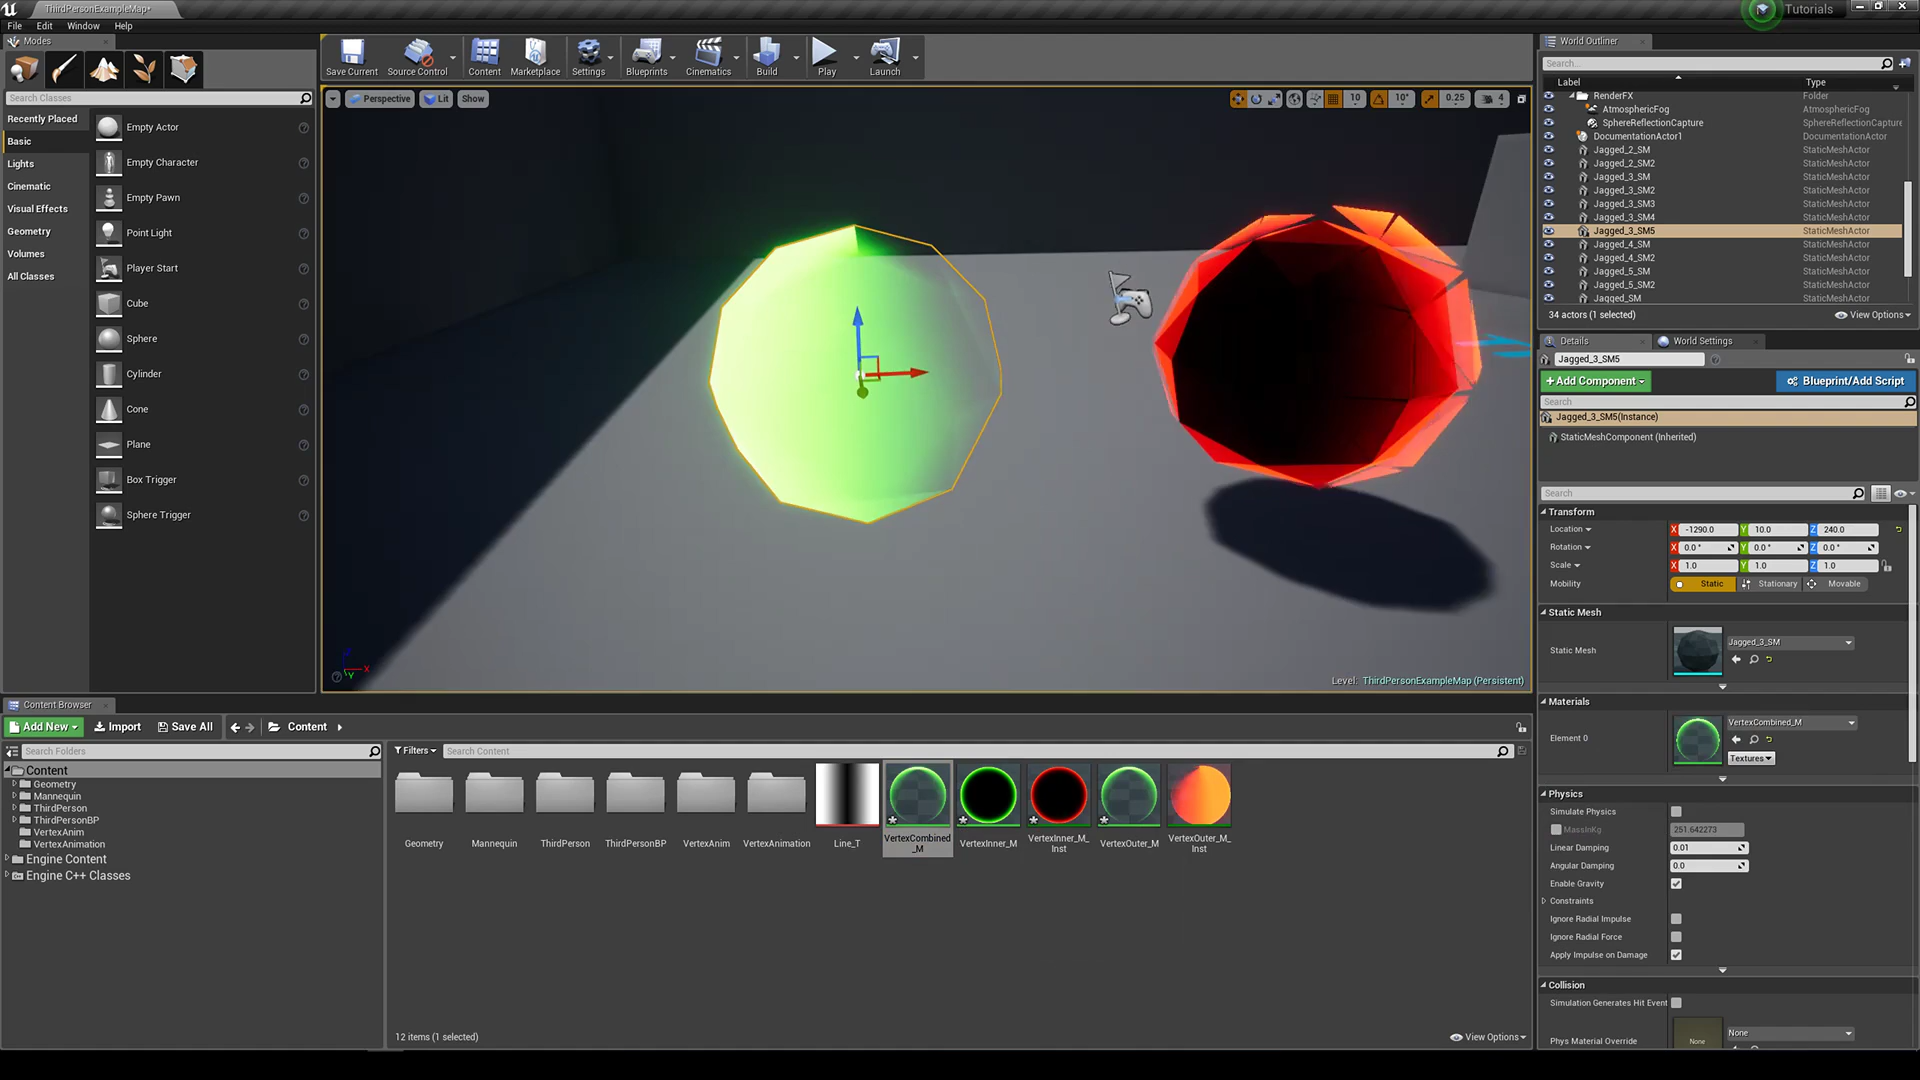 ThirdPersonExampleMap*
Tutorials
File Edit Window Help
Modes
Search Classes
Recently Placed
Basic
Lights
Cinematic
Visual Effects
Geometry
Volumes
All Classes
Empty Actor
Empty Character
Empty Pawn
Point Light
Player Start
Cube
Sphere
Cylinder
Cone
Plane
Box Trigger
Sphere Trigger
Save Current Source Control Content Marketplace Settings Blueprints Cinematics Build Play Launch
Perspective Lit Show
10 10° 0.25 4
X
Y
Level: ThirdPersonExampleMap (Persistent)
World Outliner
Search...
Label Type
RenderFX Folder
AtmosphericFog AtmosphericFog
SphereReflectionCapture SphereReflectionCapture
DocumentationActor1 DocumentationActor
Jagged_2_SM StaticMeshActor
Jagged_2_SM2 StaticMeshActor
Jagged_3_SM StaticMeshActor
Jagged_3_SM2 StaticMeshActor
Jagged_3_SM3 StaticMeshActor
Jagged_3_SM4 StaticMeshActor
Jagged_3_SM5 StaticMeshActor
Jagged_4_SM StaticMeshActor
Jagged_4_SM2 StaticMeshActor
Jagged_5_SM StaticMeshActor
Jagged_5_SM2 StaticMeshActor
Jagged_SM StaticMeshActor
34 actors (1 selected) View Options
Details World Settings
Jagged_3_SM5
+ Add Component Blueprint/Add Script
Search
Jagged_3_SM5(Instance)
StaticMeshComponent (Inherited)
Search
Transform
Location X -1290.0 Y 10.0 Z 240.0
Rotation X 0.0 ° Y 0.0 ° Z 0.0 °
Scale X 1.0 Y 1.0 Z 1.0
Mobility Static Stationary Movable
Static Mesh
Static Mesh Jagged_3_SM
Materials
Element 0 VertexCombined_M
Textures
Physics
Simulate Physics
MassInKg 251.642273
Linear Damping 0.01
Angular Damping 0.0
Enable Gravity
Constraints
Ignore Radial Impulse
Ignore Radial Force
Apply Impulse on Damage
Collision
Simulation Generates Hit Event
Phys Material Override None None
Content Browser
Add New Import Save All Content
Search Folders
Content
Geometry
Mannequin
ThirdPerson
ThirdPersonBP
VertexAnim
VertexAnimation
Engine Content
Engine C++ Classes
Filters Search Content
Geometry Mannequin ThirdPerson ThirdPersonBP VertexAnim VertexAnimation Line_T VertexCombined_M VertexInner_M VertexInner_M_Inst VertexOuter_M VertexOuter_M_Inst
12 items (1 selected) View Options